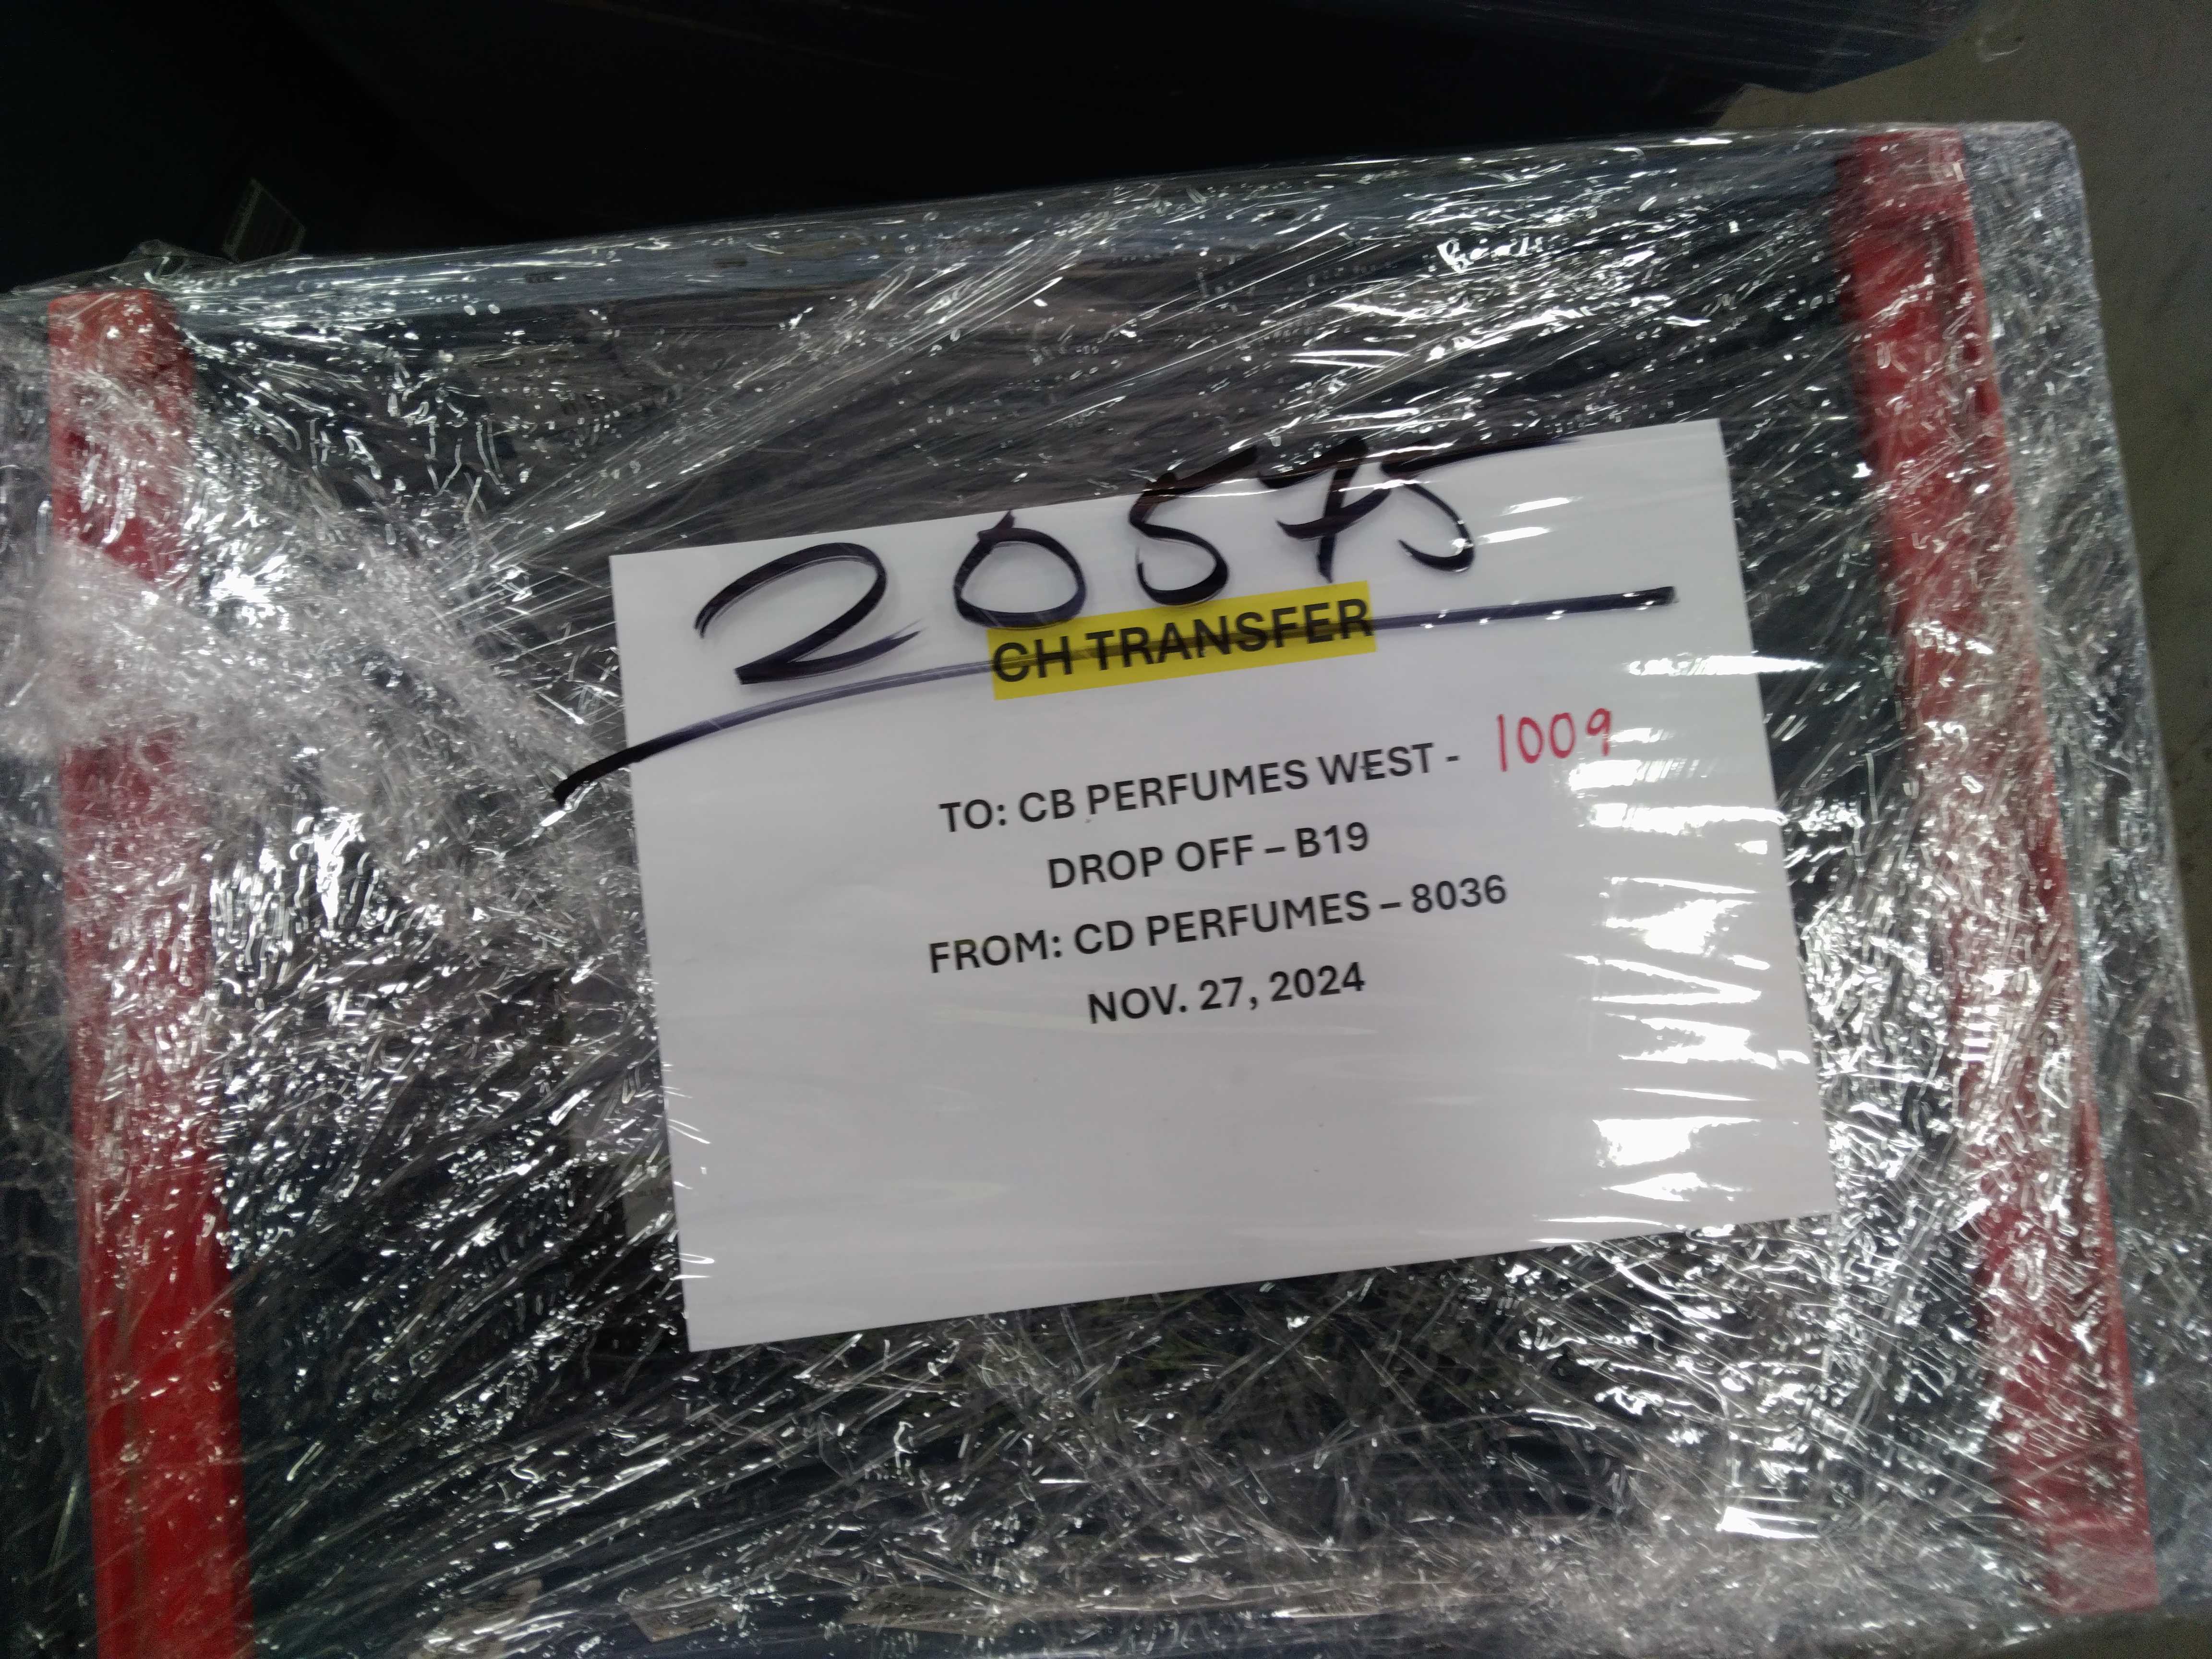 20575
CH TRANSFER
TO: CB PERFUMES WEST - 1009
DROP OFF – B19
FROM: CD PERFUMES – 8036
NOV. 27, 2024